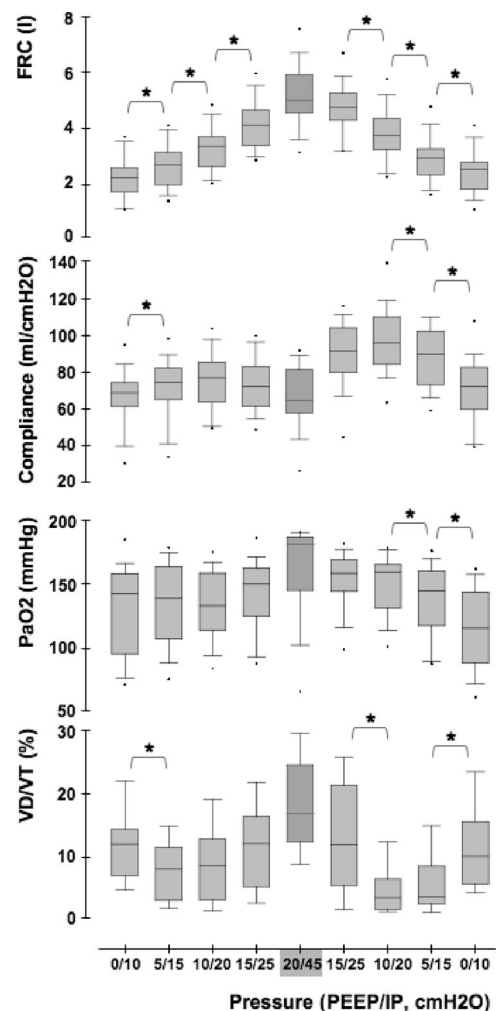 FRC (l)
8
6
4
2
0
* * * * * *
Compliance (ml/cmH2O)
140
120
100
80
60
40
20
* * *
PaO2 (mmHg)
200
150
100
50
* *
VD/VT (%)
30
20
10
0
* * *
0/10 5/15 10/20 15/25 20/45 15/25 10/20 5/15 0/10
Pressure (PEEP/IP, cmH2O)